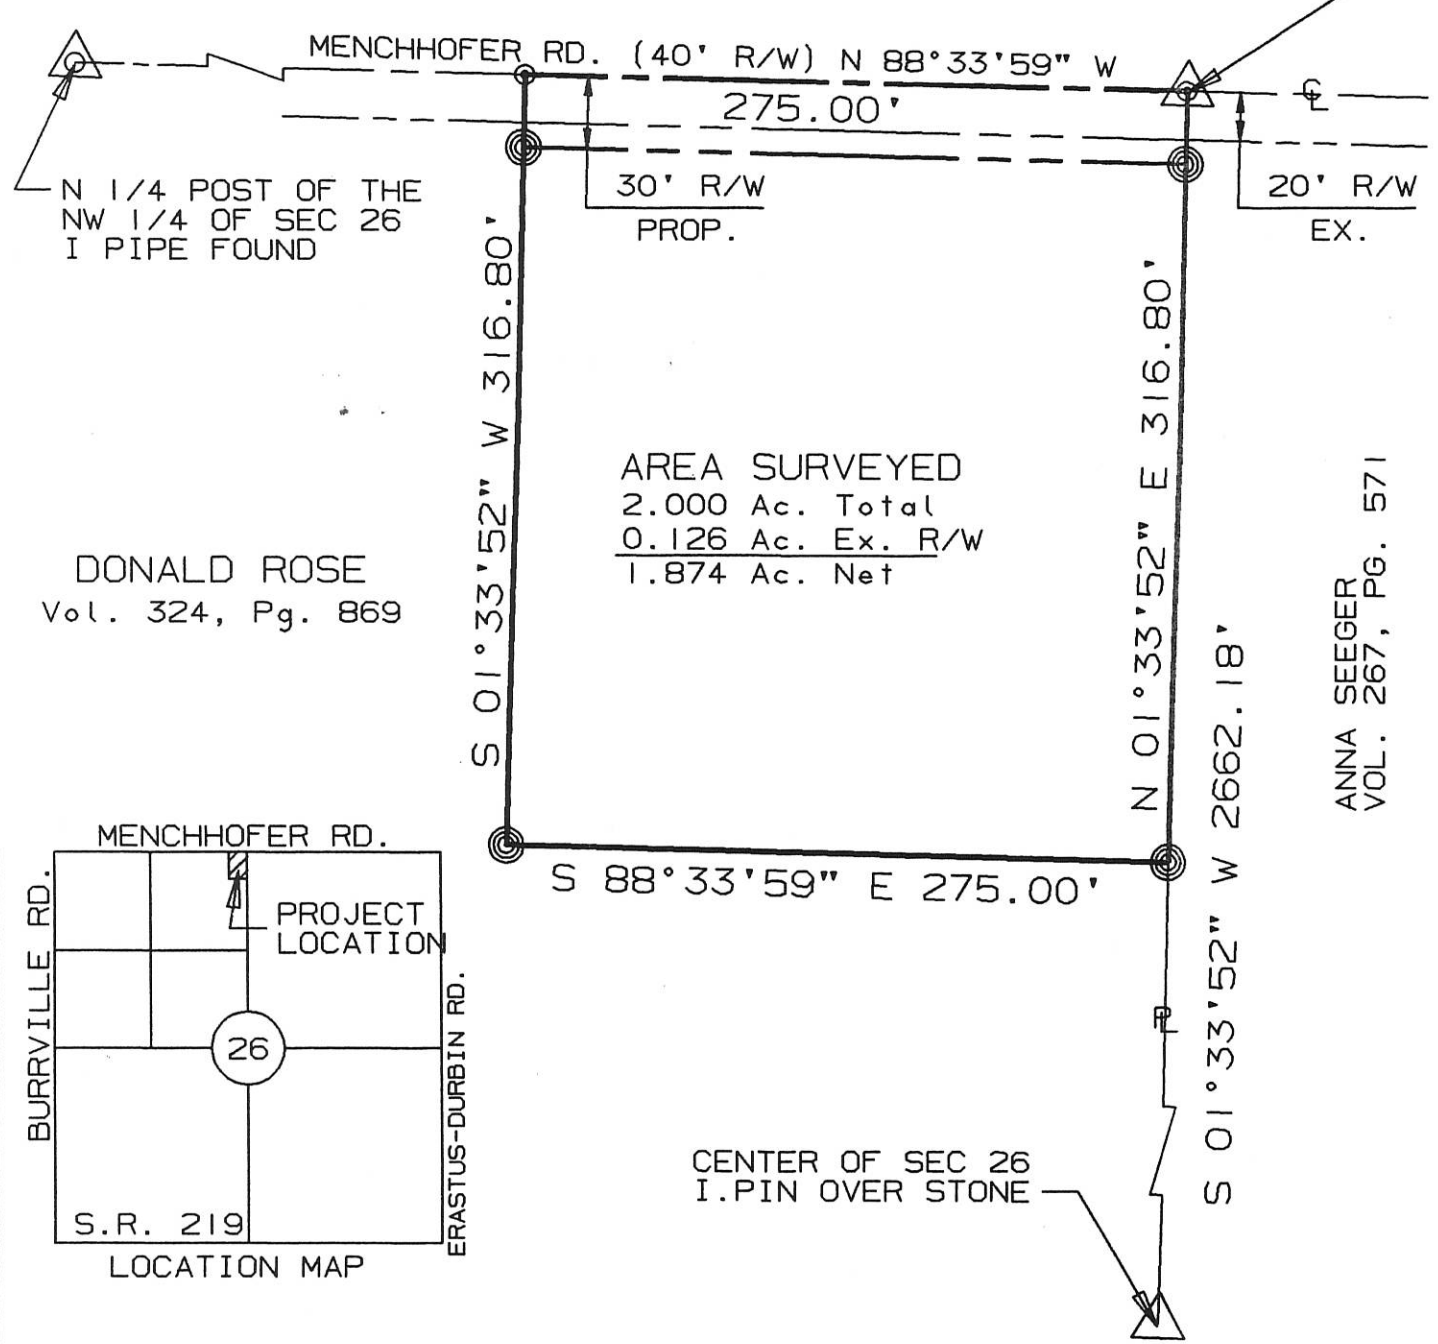 MENCHHOFER RD. (40' R/W) N 88°33'59" W
275.00'
℄
N 1/4 POST OF THE
NW 1/4 OF SEC 26
I PIPE FOUND
30' R/W
PROP.
20' R/W
EX.
S 01°33'52" W 316.80'
N 01°33'52" E 316.80'
AREA SURVEYED
2.000 Ac. Total
0.126 Ac. Ex. R/W
1.874 Ac. Net
DONALD ROSE
Vol. 324, Pg. 869
ANNA SEEGER
VOL. 267, PG. 571
S 88°33'59" E 275.00'
S 01°33'52" W 2662.18'
PL
MENCHHOFER RD.
BURRVILLE RD.
PROJECT
LOCATION
26
ERASTUS-DURBIN RD.
S.R. 219
LOCATION MAP
CENTER OF SEC 26
I.PIN OVER STONE